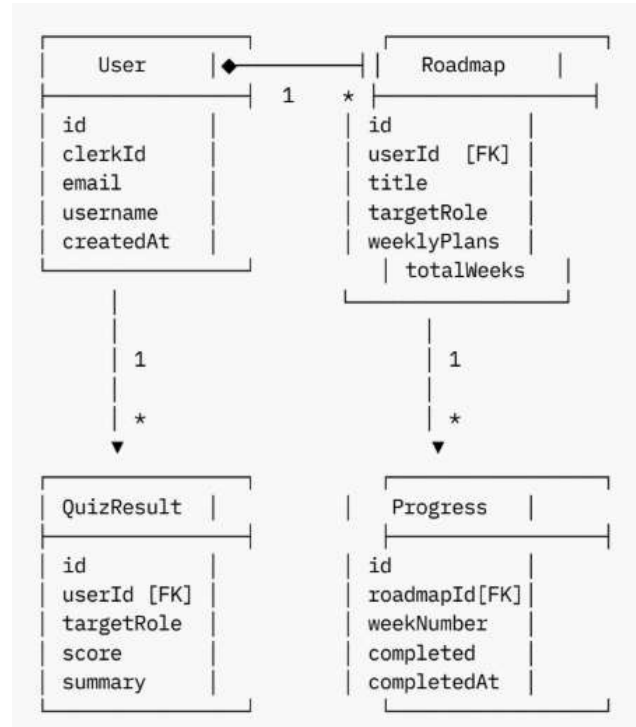 User
Roadmap
1 *
id
clerkId
email
username
createdAt
id
userId [FK]
title
targetRole
weeklyPlans
totalWeeks
1
*
1
*
QuizResult
Progress
id
userId [FK]
targetRole
score
summary
id
roadmapId[FK]
weekNumber
completed
completedAt